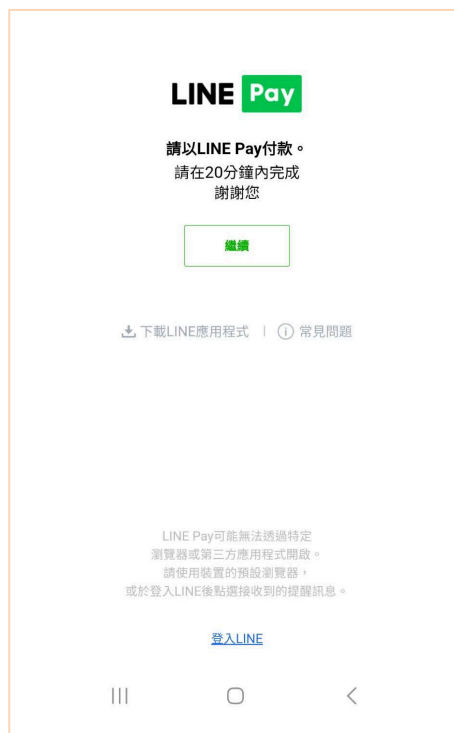 LINE Pay
請以LINE Pay付款。
請在20分鐘內完成
謝謝您
繼續
下載LINE應用程式 | 常見問題
LINE Pay可能無法透過特定
瀏覽器或第三方應用程式開啟。
請使用裝置的預設瀏覽器，
或於登入LINE後點選接收到的提醒訊息。
登入LINE